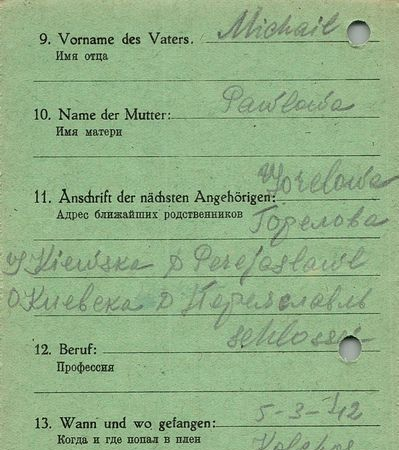 9. Vorname des Vaters. Michail
Имя отца
10. Name der Mutter: Pawlowa
Имя матери
11. Anschrift der nächsten Angehörigen: Gorelowa
Адрес ближайших родственников Горелова
Kiewska Perejaslawl
О Киевска
12. Beruf: schlosser
Профессия
13. Wann und wo gefangen: 5-3-42
Когда и где попал в плен